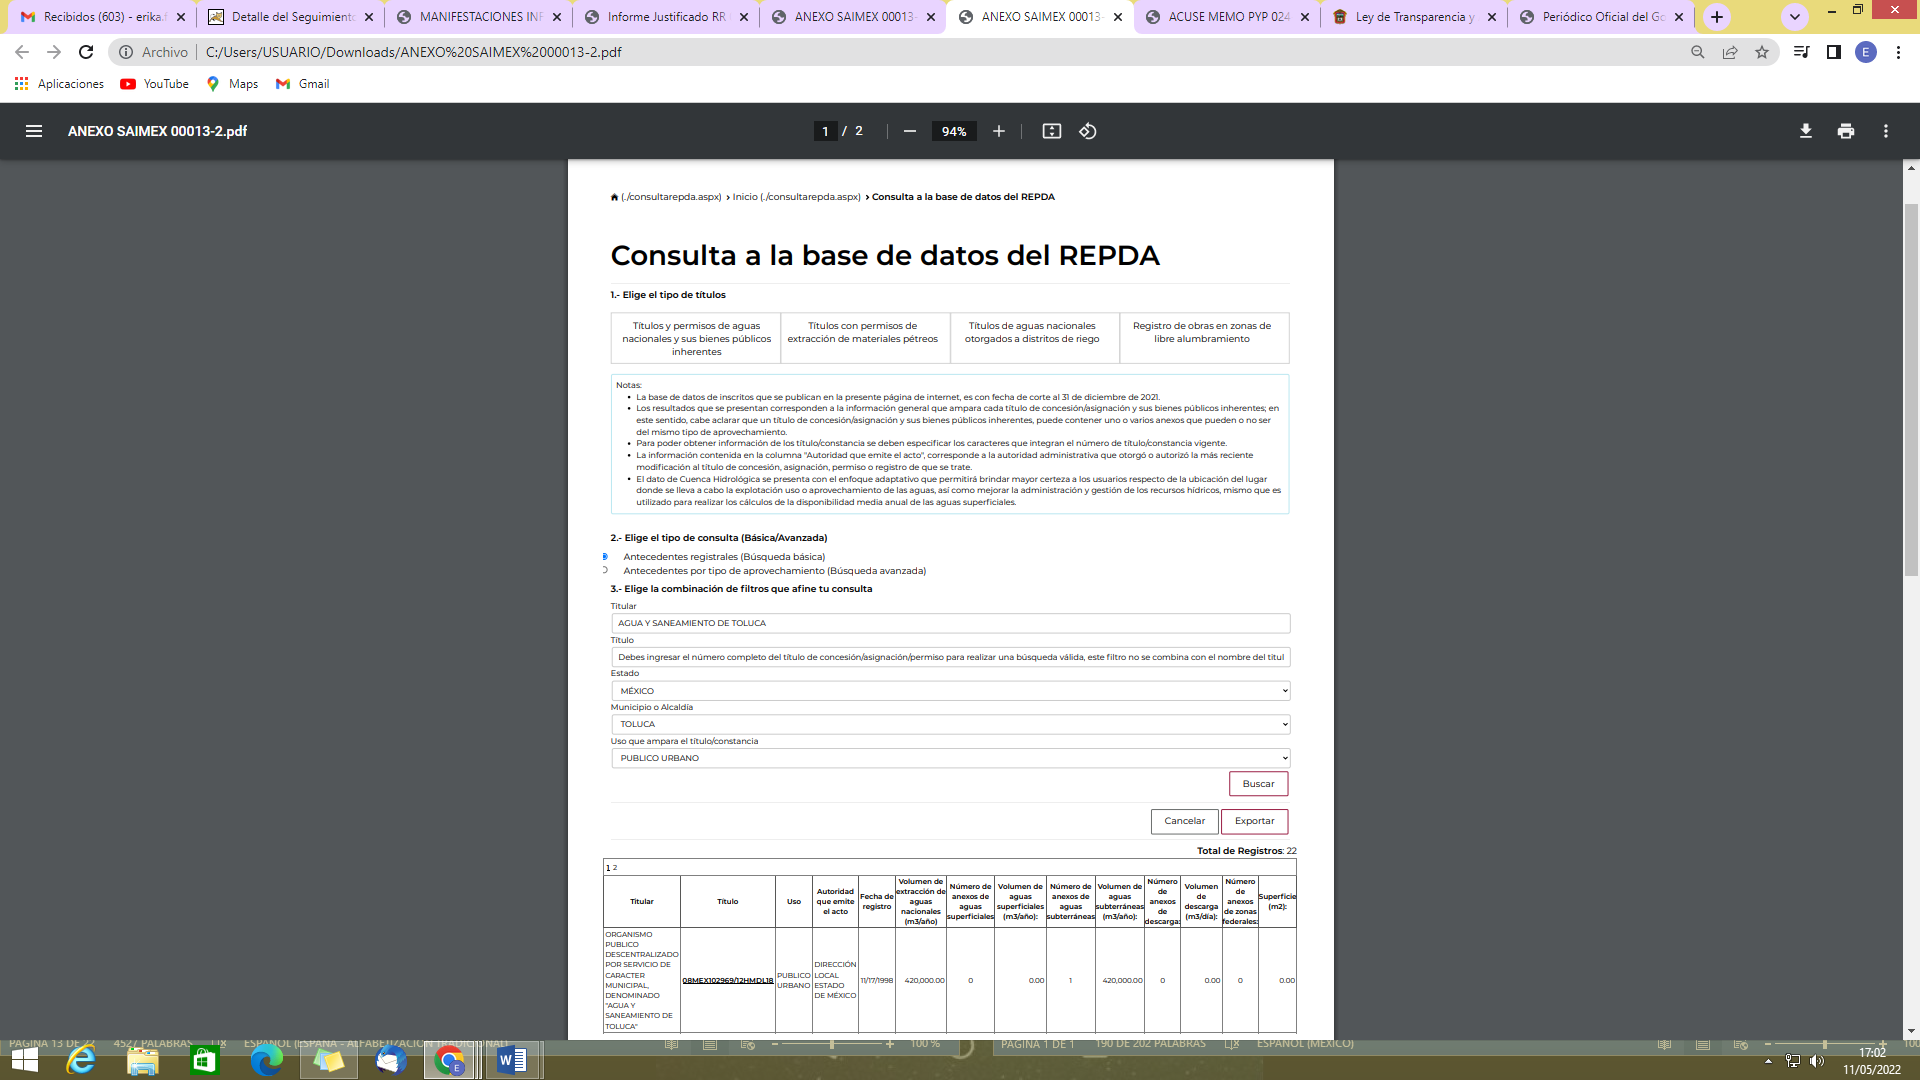 Recibidos (603) - erika.f
Detalle del Seguimiento
MANIFESTACIONES INF
Informe Justificado RR
ANEXO SAIMEX 00013-
ANEXO SAIMEX 00013-
ACUSE MEMO PYP 024
Ley de Transparencia y
Periódico Oficial del Go
Archivo
C:/Users/USUARIO/Downloads/ANEXO%20SAIMEX%2000013-2.pdf
E
Aplicaciones
YouTube
Maps
Gmail
ANEXO SAIMEX 00013-2.pdf
1 / 2
94%
(./consultarepda.aspx) › Inicio (./consultarepda.aspx) › Consulta a la base de datos del REPDA
Consulta a la base de datos del REPDA
1.- Elige el tipo de títulos
Títulos y permisos de aguas nacionales y sus bienes públicos inherentes
Títulos con permisos de extracción de materiales pétreos
Títulos de aguas nacionales otorgados a distritos de riego
Registro de obras en zonas de libre alumbramiento
Notas:
• La base de datos de inscritos que se publican en la presente página de internet, es con fecha de corte al 31 de diciembre de 2021.
• Los resultados que se presentan corresponden a la información general que ampara cada título de concesión/asignación y sus bienes públicos inherentes; en
este sentido, cabe aclarar que un título de concesión/asignación y sus bienes públicos inherentes, puede contener uno o varios anexos que pueden o no ser
del mismo tipo de aprovechamiento.
• Para poder obtener información de los título/constancia se deben especificar los caracteres que integran el número de título/constancia vigente.
• La información contenida en la columna "Autoridad que emite el acto", corresponde a la autoridad administrativa que otorgó o autorizó la más reciente
modificación al título de concesión, asignación, permiso o registro de que se trate.
• El dato de Cuenca Hidrológica se presenta con el enfoque adaptativo que permitirá brindar mayor certeza a los usuarios respecto de la ubicación del lugar
donde se lleva a cabo la explotación uso o aprovechamiento de las aguas, así como mejorar la administración y gestión de los recursos hídricos, mismo que es
utilizado para realizar los cálculos de la disponibilidad media anual de las aguas superficiales.
2.- Elige el tipo de consulta (Básica/Avanzada)
Antecedentes registrales (Búsqueda básica)
Antecedentes por tipo de aprovechamiento (Búsqueda avanzada)
3.- Elige la combinación de filtros que afine tu consulta
Titular
AGUA Y SANEAMIENTO DE TOLUCA
Título
Debes ingresar el número completo del título de concesión/asignación/permiso para realizar una búsqueda válida, este filtro no se combina con el nombre del titul
Estado
MÉXICO
Municipio o Alcaldía
TOLUCA
Uso que ampara el título/constancia
PUBLICO URBANO
Buscar
Cancelar
Exportar
Total de Registros: 22
1 2
Titular
Título
Uso
Autoridad que emite el acto
Fecha de registro
Volumen de extracción de aguas nacionales (m3/año)
Número de anexos de aguas superficiales
Volumen de aguas superficiales (m3/año):
Número de anexos de aguas subterráneas
Volumen de aguas subterráneas (m3/año):
Número de anexos de descarga:
Volumen de descarga (m3/día):
Número de anexos de zonas federales:
Superficie (m2):
ORGANISMO PUBLICO DESCENTRALIZADO POR SERVICIO DE CARACTER MUNICIPAL, DENOMINADO "AGUA Y SANEAMIENTO DE TOLUCA"
08MEX102969/12HMDL18
PUBLICO URBANO
DIRECCIÓN LOCAL ESTADO DE MÉXICO
11/17/1998
420,000.00
0
0.00
1
420,000.00
0
0.00
0
0.00
PÁGINA 13 DE 22
4527 PALABRAS
ESPAÑOL (ESPAÑA - ALFABETIZACIÓN TRADICIONAL)
100 %
PÁGINA 1 DE 1
190 DE 202 PALABRAS
ESPAÑOL (MÉXICO)
100
17:02
11/05/2022